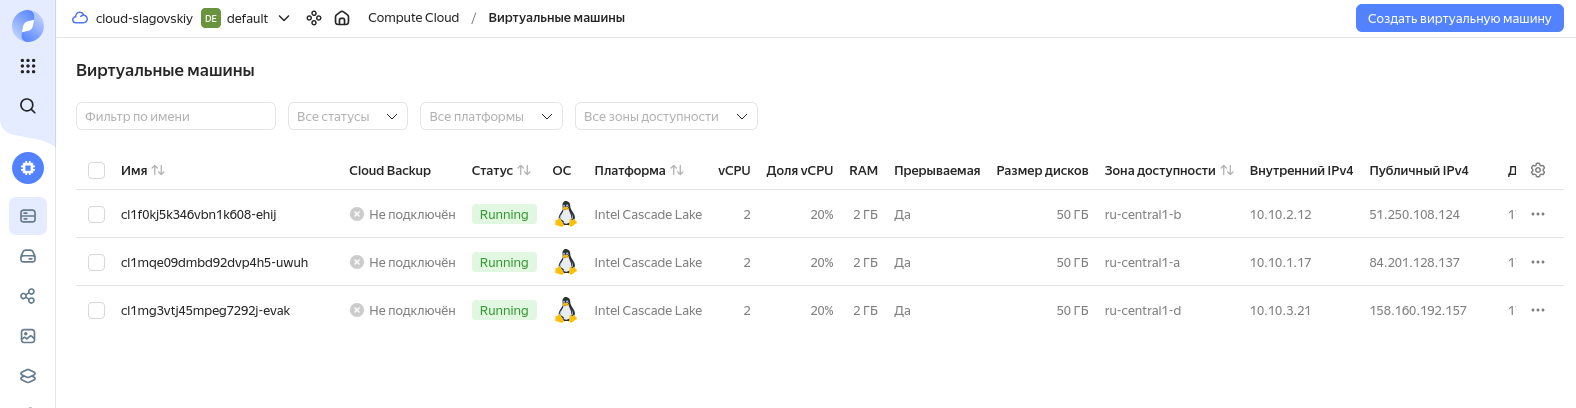 cloud-slagovskiy DE default Compute Cloud / Виртуальные машины Создать виртуальную машину
Виртуальные машины
Фильтр по имени Все статусы Все платформы Все зоны доступности
Имя Cloud Backup Статус ОС Платформа vCPU Доля vCPU RAM Прерываемая Размер дисков Зона доступности Внутренний IPv4 Публичный IPv4
cl1f0kj5k346vbn1k608-ehij Не подключён Running Intel Cascade Lake 2 20% 2 ГБ Да 50 ГБ ru-central1-b 10.10.2.12 51.250.108.124
cl1mqe09dmbd92dvp4h5-uwuh Не подключён Running Intel Cascade Lake 2 20% 2 ГБ Да 50 ГБ ru-central1-a 10.10.1.17 84.201.128.137
cl1mg3vtj45mpeg7292j-evak Не подключён Running Intel Cascade Lake 2 20% 2 ГБ Да 50 ГБ ru-central1-d 10.10.3.21 158.160.192.157